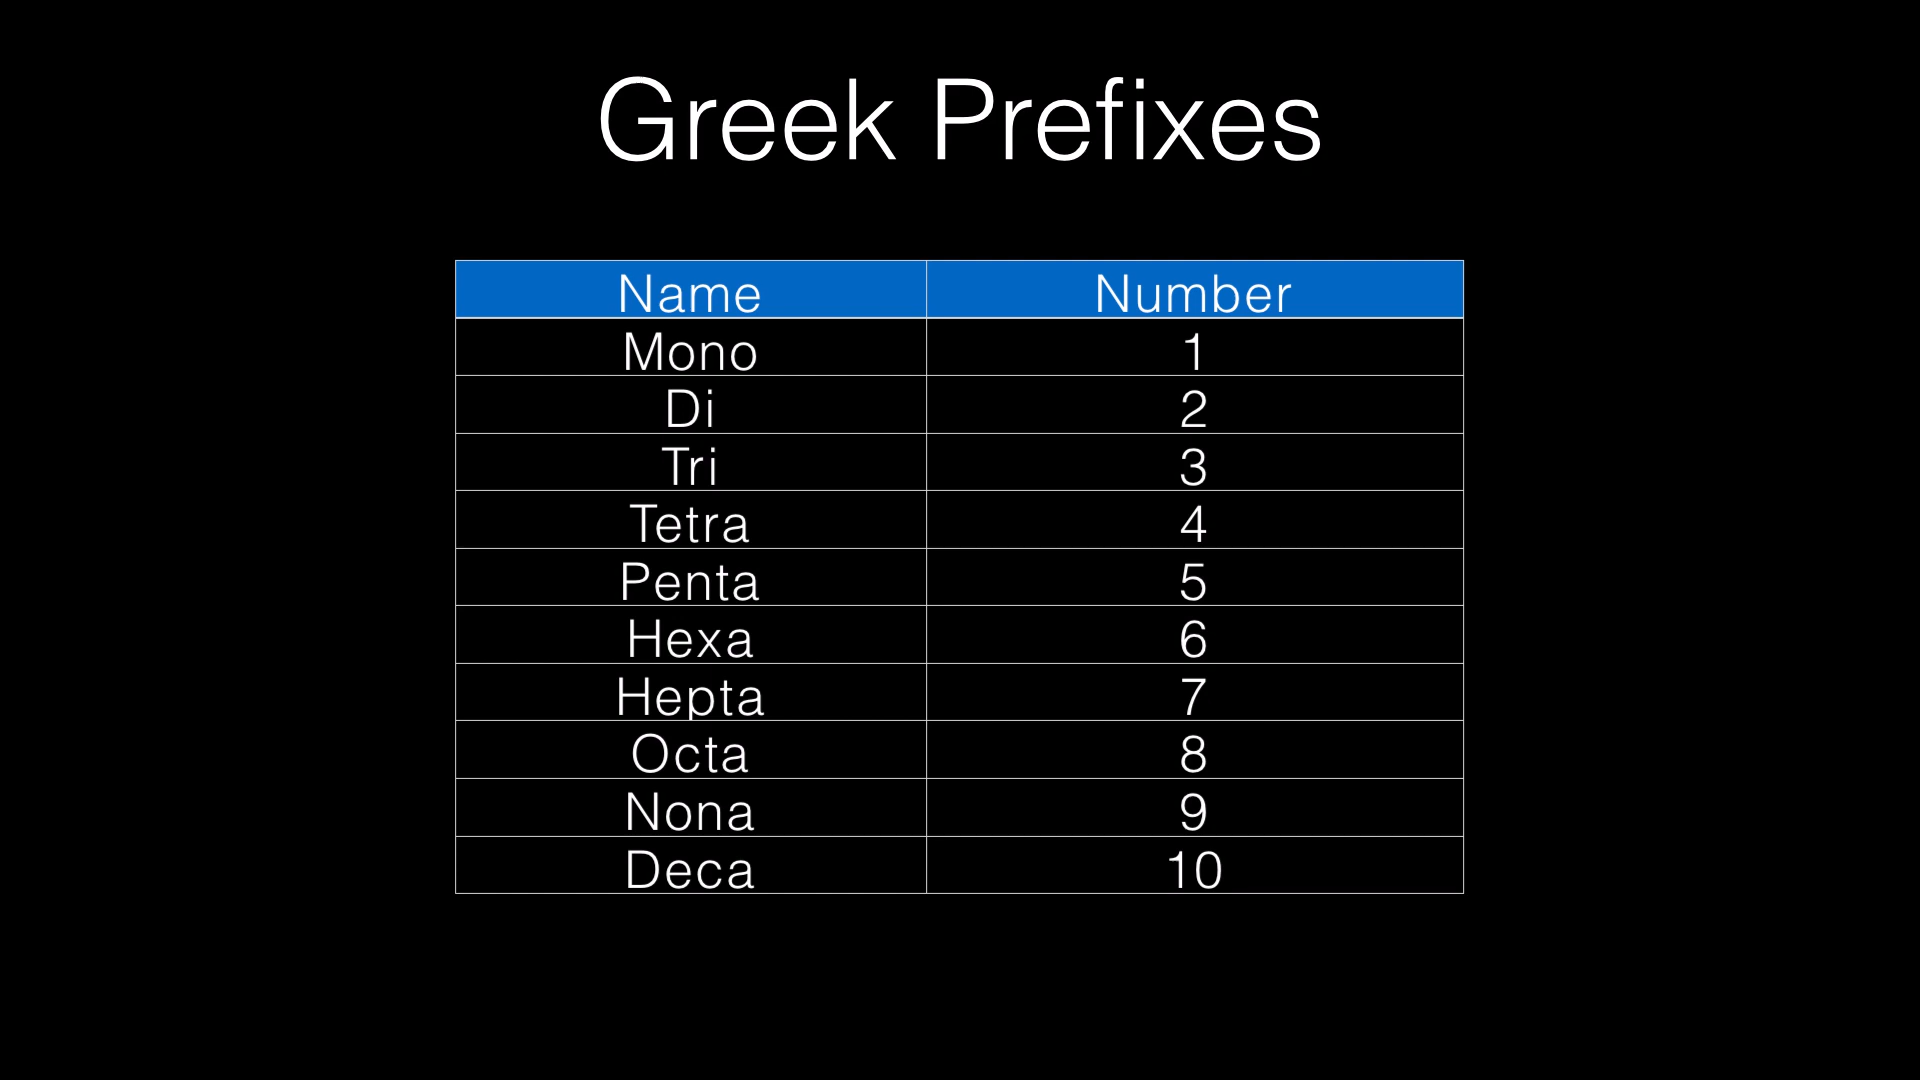 Greek Prefixes
Name Number
Mono 1
Di 2
Tri 3
Tetra 4
Penta 5
Hexa 6
Hepta 7
Octa 8
Nona 9
Deca 10